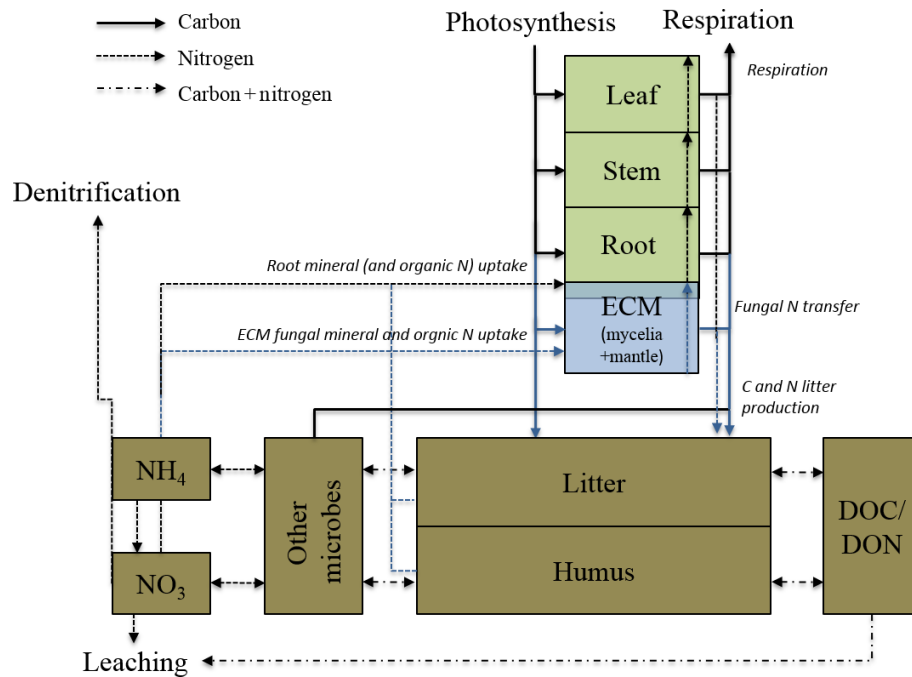 Carbon
Nitrogen
Carbon + nitrogen
Photosynthesis
Respiration
Respiration
Leaf
Stem
Root
ECM
(mycelia
+mantle)
Denitrification
Root mineral (and organic N) uptake
ECM fungal mineral and orgnic N uptake
Fungal N transfer
C and N litter
production
NH₄
NO₃
Other
microbes
Litter
Humus
DOC/
DON
Leaching